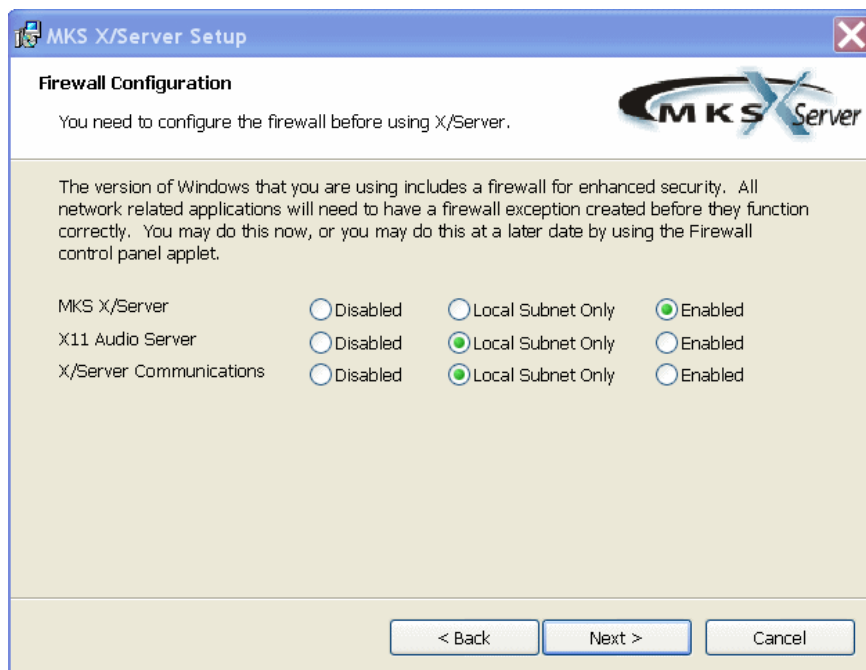 MKS X/Server Setup
Firewall Configuration
You need to configure the firewall before using X/Server.
MKS X Server
The version of Windows that you are using includes a firewall for enhanced security. All
network related applications will need to have a firewall exception created before they function
correctly. You may do this now, or you may do this at a later date by using the Firewall
control panel applet.
MKS X/Server Disabled Local Subnet Only Enabled
X11 Audio Server Disabled Local Subnet Only Enabled
X/Server Communications Disabled Local Subnet Only Enabled
< Back Next > Cancel